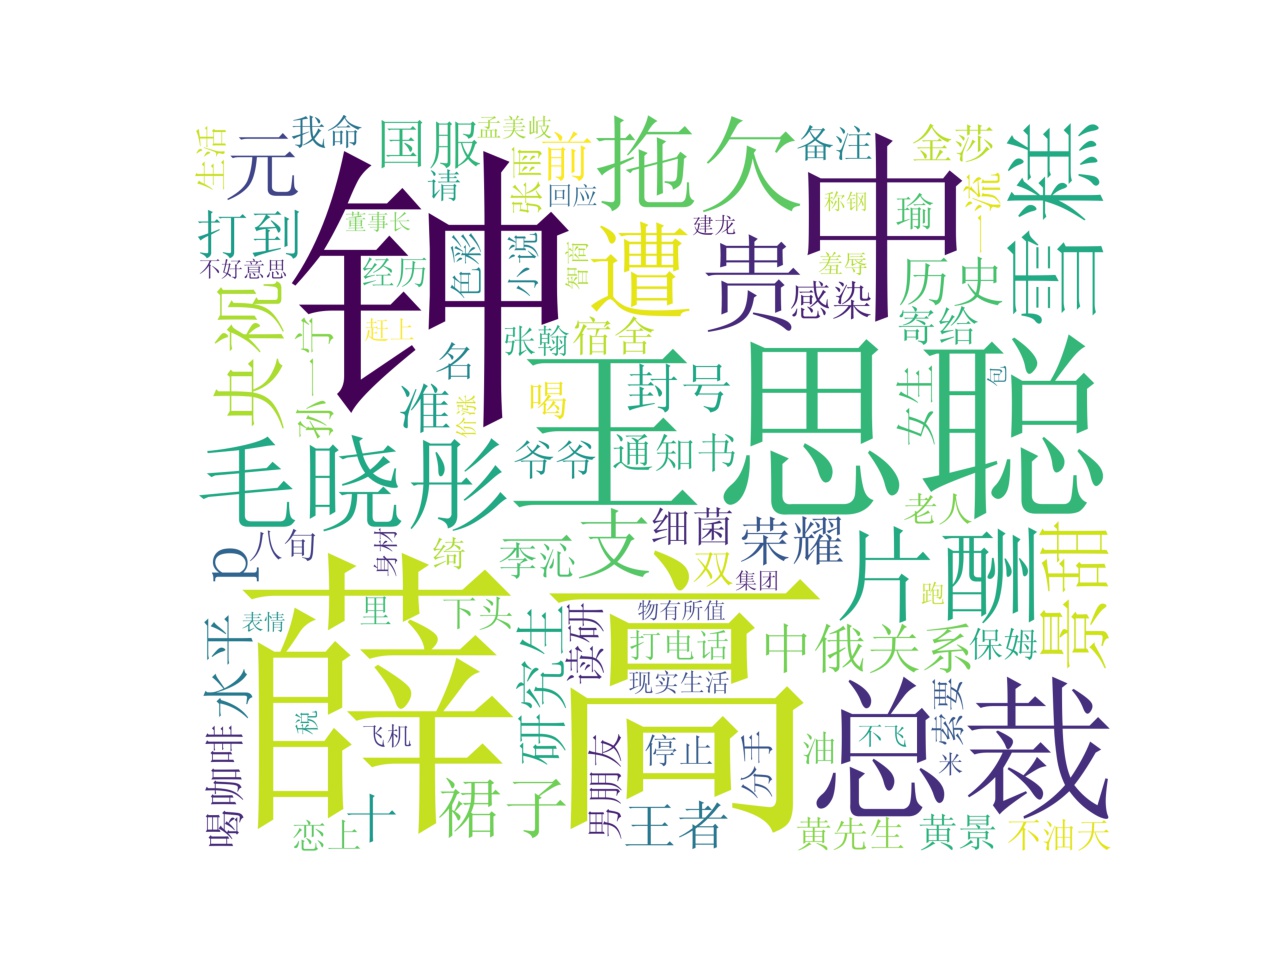 生活
元
我命
国服
孟美岐
请
张雨
前
回应
拖欠
备注
金莎
一流
雪糕
打到
不好意思
董事长
经历
色彩
小说
智商
遭
建龙
贵
中
称钢
瑜
羞辱
感染
历史
寄给
钟
央视
孙一宁
赶上
张翰
宿舍
名
准
价涨
喝
封号
女生
包
王思聪
毛晓彤
爷爷
通知书
老人
p
八旬
身材
绮
李沁
支
细菌
荣耀
双
集团
片酬
跑
景甜
薛高
表情
里
下头
研究生
读研
物有所值
打电话
中俄关系
保姆
现实生活
水平
税
飞机
停止
分手
油
总裁
不飞
索要
米
喝咖啡
恋上
十
裙子
男朋友
王者
黄先生
黄景
不油天